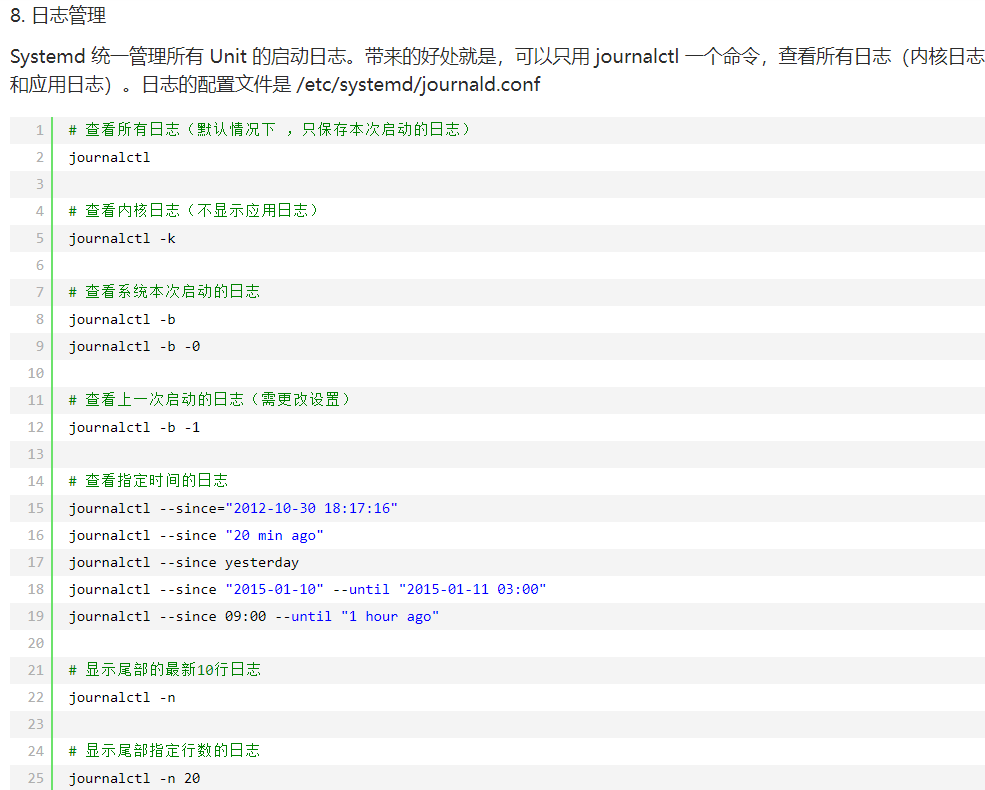 8. 日志管理
Systemd 统一管理所有 Unit 的启动日志。带来的好处就是，可以只用 journalctl 一个命令，查看所有日志（内核日志
和应用日志）。日志的配置文件是 /etc/systemd/journald.conf
1 # 查看所有日志（默认情况下 ，只保存本次启动的日志）
2 journalctl
3
4 # 查看内核日志（不显示应用日志）
5 journalctl -k
6
7 # 查看系统本次启动的日志
8 journalctl -b
9 journalctl -b -0
10
11 # 查看上一次启动的日志（需更改设置）
12 journalctl -b -1
13
14 # 查看指定时间的日志
15 journalctl --since="2012-10-30 18:17:16"
16 journalctl --since "20 min ago"
17 journalctl --since yesterday
18 journalctl --since "2015-01-10" --until "2015-01-11 03:00"
19 journalctl --since 09:00 --until "1 hour ago"
20
21 # 显示尾部的最新10行日志
22 journalctl -n
23
24 # 显示尾部指定行数的日志
25 journalctl -n 20